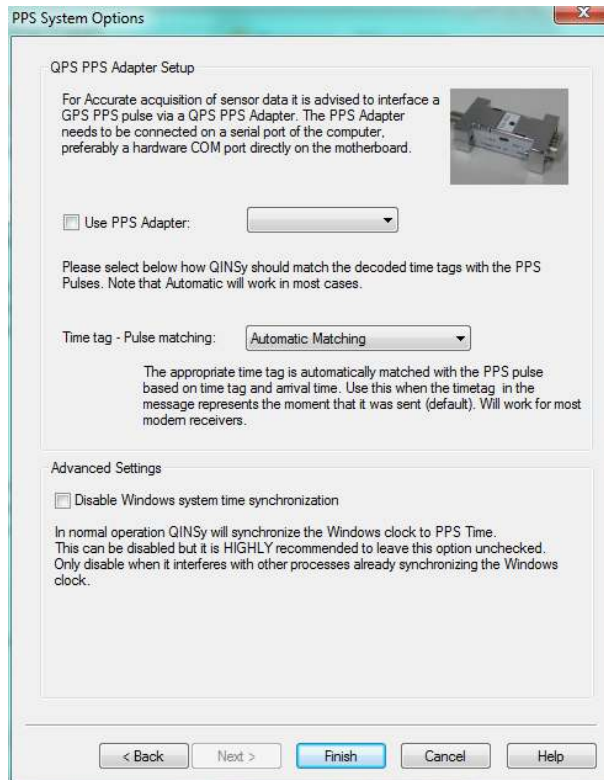 PPS System Options
QPS PPS Adapter Setup
For Accurate acquisition of sensor data it is advised to interface a
GPS PPS pulse via a QPS PPS Adapter. The PPS Adapter
needs to be connected on a serial port of the computer,
preferably a hardware COM port directly on the motherboard.
Use PPS Adapter:
Please select below how QINSy should match the decoded time tags with the PPS
Pulses. Note that Automatic will work in most cases.
Time tag - Pulse matching: Automatic Matching
The appropriate time tag is automatically matched with the PPS pulse
based on time tag and arrival time. Use this when the timetag in the
message represents the moment that it was sent (default). Will work for most
modern receivers.
Advanced Settings
Disable Windows system time synchronization
In normal operation QINSy will synchronize the Windows clock to PPS Time.
This can be disabled but it is HIGHLY recommended to leave this option unchecked.
Only disable when it interferes with other processes already synchronizing the Windows
clock.
< Back Next > Finish Cancel Help